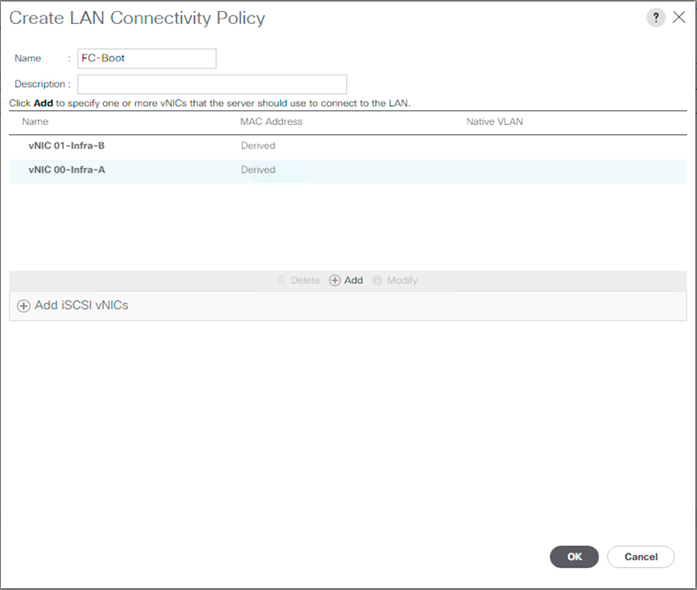 Create LAN Connectivity Policy
?
Name : FC-Boot
Description :
Click Add to specify one or more vNICs that the server should use to connect to the LAN.
Name MAC Address Native VLAN
vNIC 01-Infra-B Derived
vNIC 00-Infra-A Derived
Delete Add Modify
Add iSCSI vNICs
OK Cancel